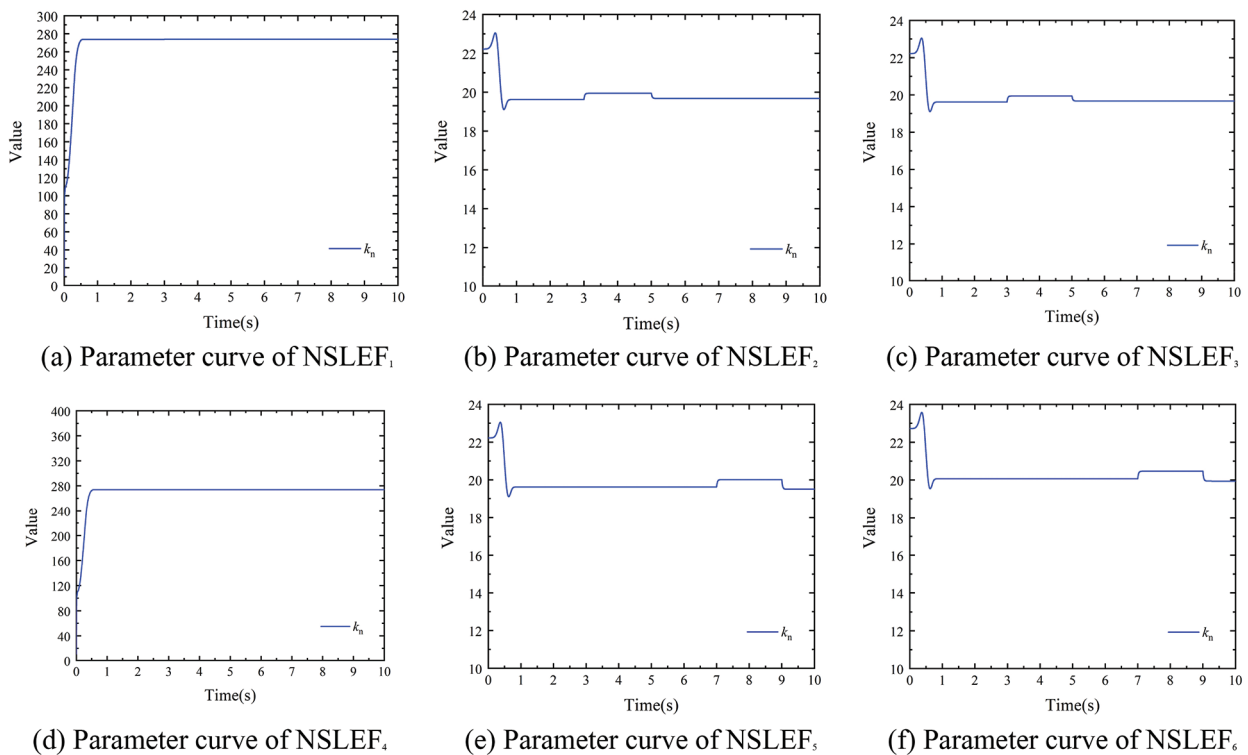 300
280
260
240
220
200
180
160
140
120
100
80
60
40
20
0
Value
kₙ
0 1 2 3 4 5 6 7 8 9 10
Time(s)
(a) Parameter curve of NSLEF₁
24
22
20
18
16
14
12
10
Value
kₙ
0 1 2 3 4 5 6 7 8 9 10
Time(s)
(b) Parameter curve of NSLEF₂
24
22
20
18
16
14
12
10
Value
kₙ
0 1 2 3 4 5 6 7 8 9 10
Time(s)
(c) Parameter curve of NSLEF₃
400
360
320
280
240
200
160
120
80
40
0
Value
kₙ
0 1 2 3 4 5 6 7 8 9 10
Time(s)
(d) Parameter curve of NSLEF₄
24
22
20
18
16
14
12
10
Value
kₙ
0 1 2 3 4 5 6 7 8 9 10
Time(s)
(e) Parameter curve of NSLEF₅
24
22
20
18
16
14
12
10
Value
kₙ
0 1 2 3 4 5 6 7 8 9 10
Time(s)
(f) Parameter curve of NSLEF₆